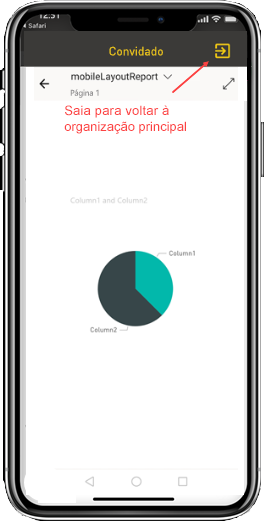 12:51
Safari
Convidado
mobileLayoutReport
Página 1
Saia para voltar à
organização principal
Column1 and Column2
Column1
Column2